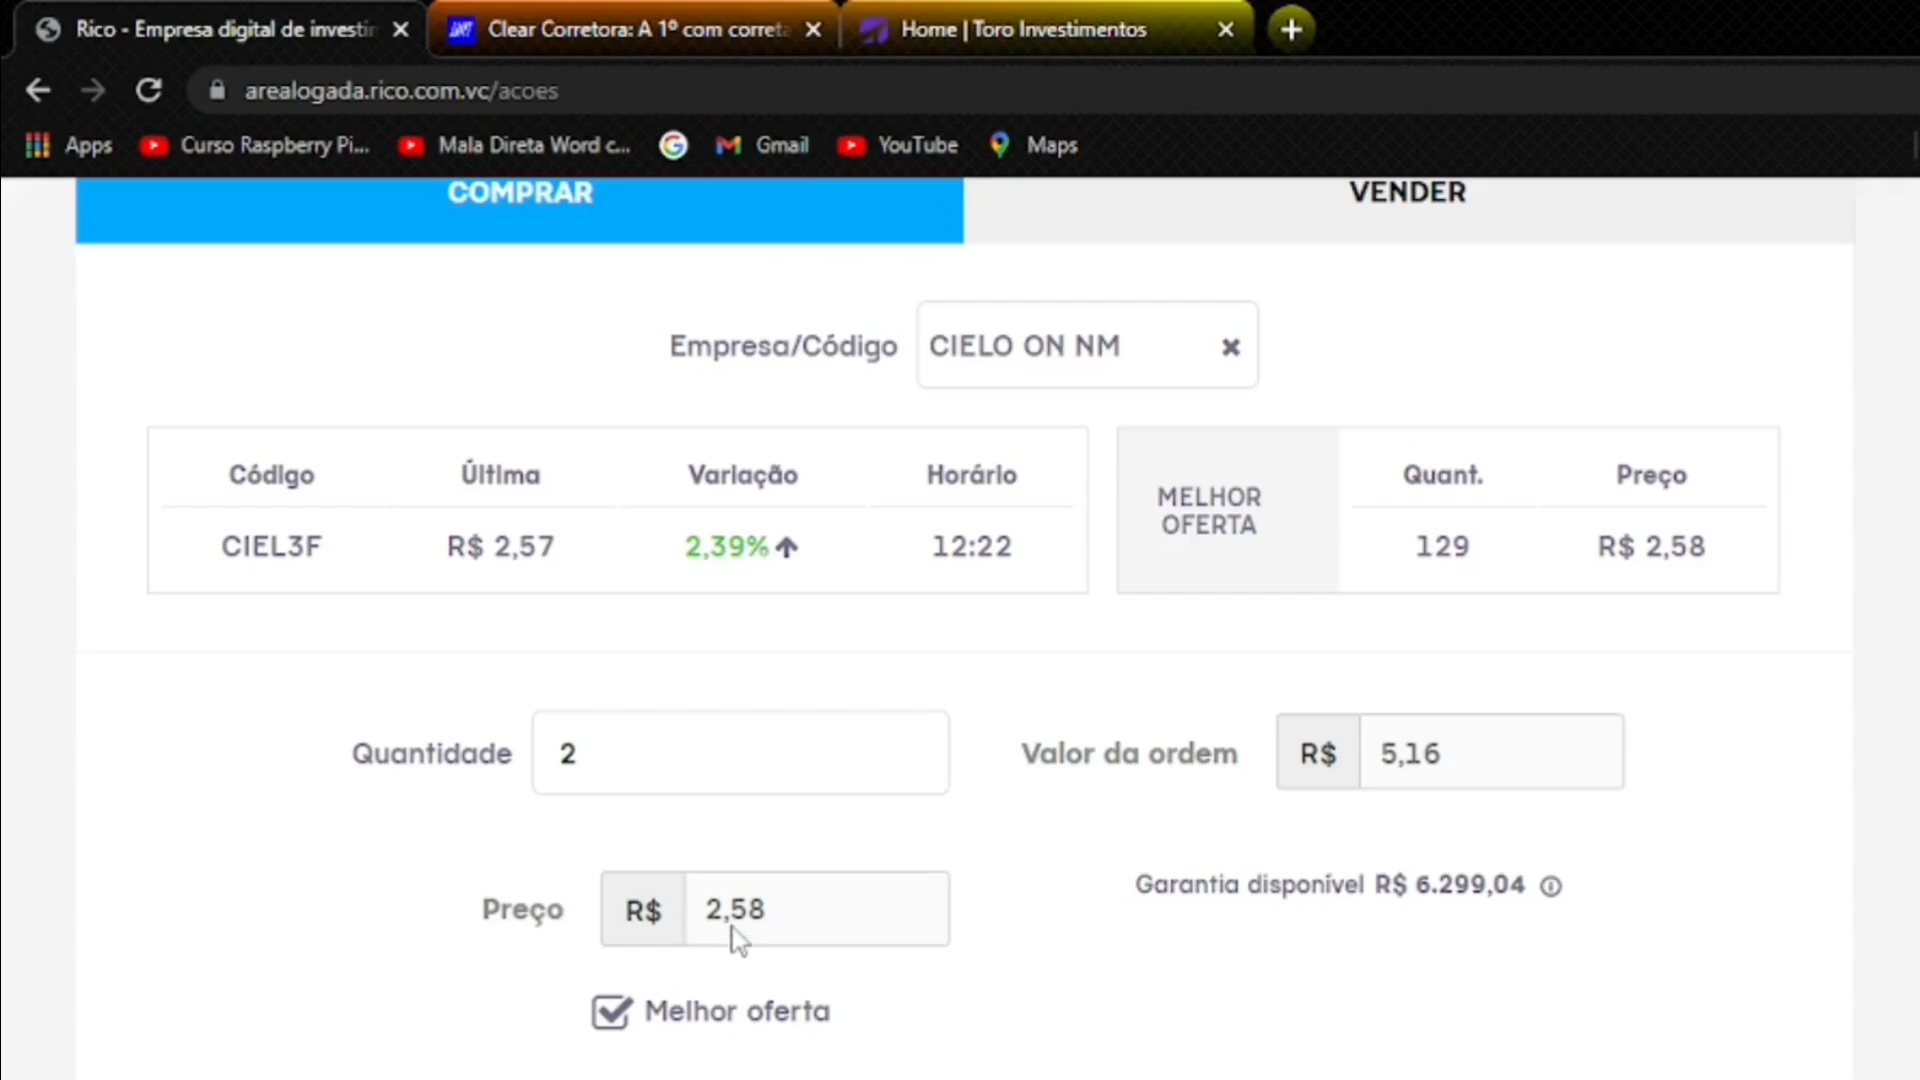 Rico - Empresa digital de investin
Clear Corretora: A 1º com correta
Home | Toro Investimentos
arealogada.rico.com.vc/acoes
Apps
Curso Raspberry Pi...
Mala Direta Word c...
Gmail
YouTube
Maps
COMPRAR
VENDER
Empresa/Código
CIELO ON NM
Código Última Variação Horário
CIEL3F R$ 2,57 2,39% 12:22
MELHOR
OFERTA
Quant. Preço
129 R$ 2,58
Quantidade 2
Valor da ordem R$ 5,16
Preço R$ 2,58
Garantia disponível R$ 6.299,04
Melhor oferta